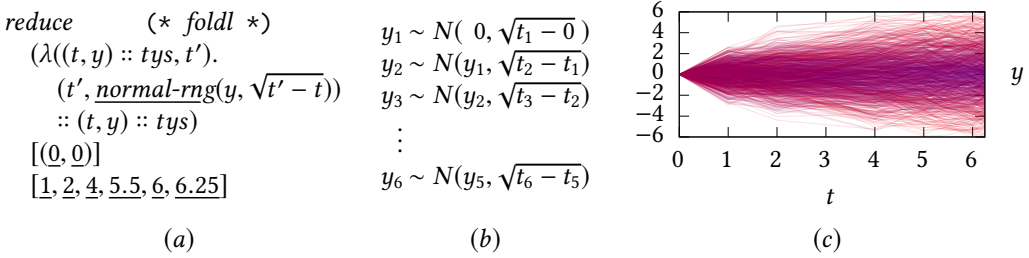 reduce (* foldl *)
(λ((t, y) :: tys, t′).
(t′, normal-rng(y, √t′ − t))
:: (t, y) :: tys)
[(0, 0)]
[1, 2, 4, 5.5, 6, 6.25]
(a)
y₁ ∼ N( 0, √t₁ − 0 )
y₂ ∼ N(y₁, √t₂ − t₁)
y₃ ∼ N(y₂, √t₃ − t₂)
⋮
y₆ ∼ N(y₅, √t₆ − t₅)
(b)
6
4
2
0
−2
−4
−6
y
0 1 2 3 4 5 6
t
(c)